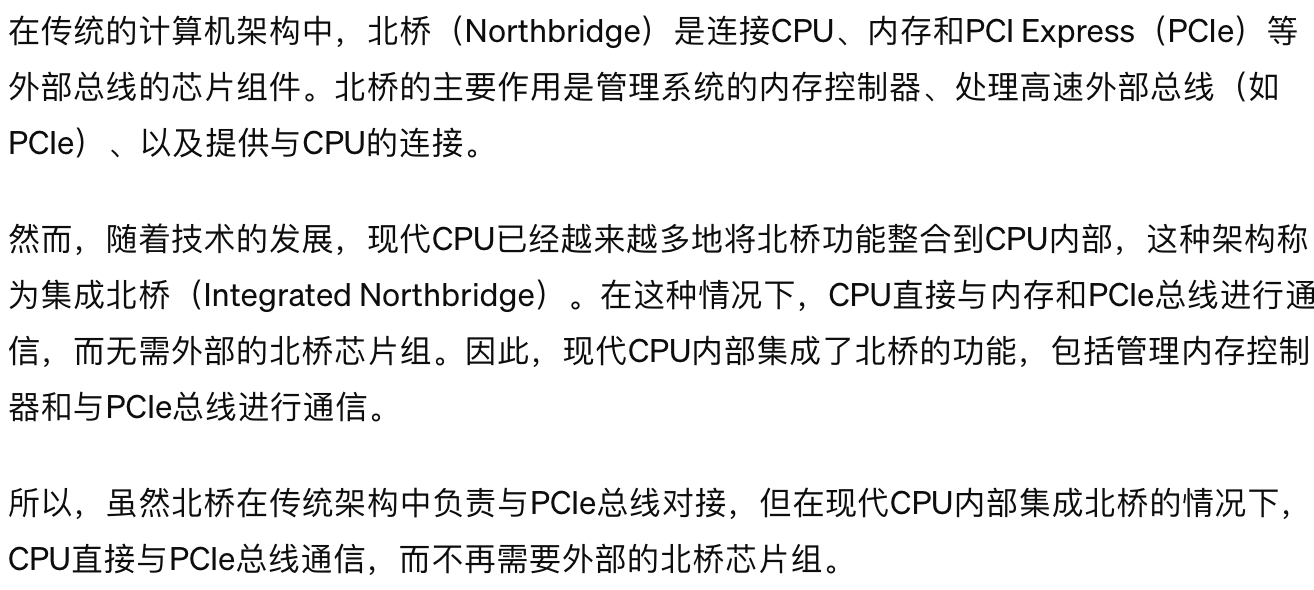 在传统的计算机架构中，北桥（Northbridge）是连接CPU、内存和PCI Express（PCIe）等
外部总线的芯片组件。北桥的主要作用是管理系统的内存控制器、处理高速外部总线（如
PCIe）、以及提供与CPU的连接。
然而，随着技术的发展，现代CPU已经越来越多地将北桥功能整合到CPU内部，这种架构称
为集成北桥（Integrated Northbridge）。在这种情况下，CPU直接与内存和PCIe总线进行通
信，而无需外部的北桥芯片组。因此，现代CPU内部集成了北桥的功能，包括管理内存控制
器和与PCIe总线进行通信。
所以，虽然北桥在传统架构中负责与PCIe总线对接，但在现代CPU内部集成北桥的情况下，
CPU直接与PCIe总线通信，而不再需要外部的北桥芯片组。